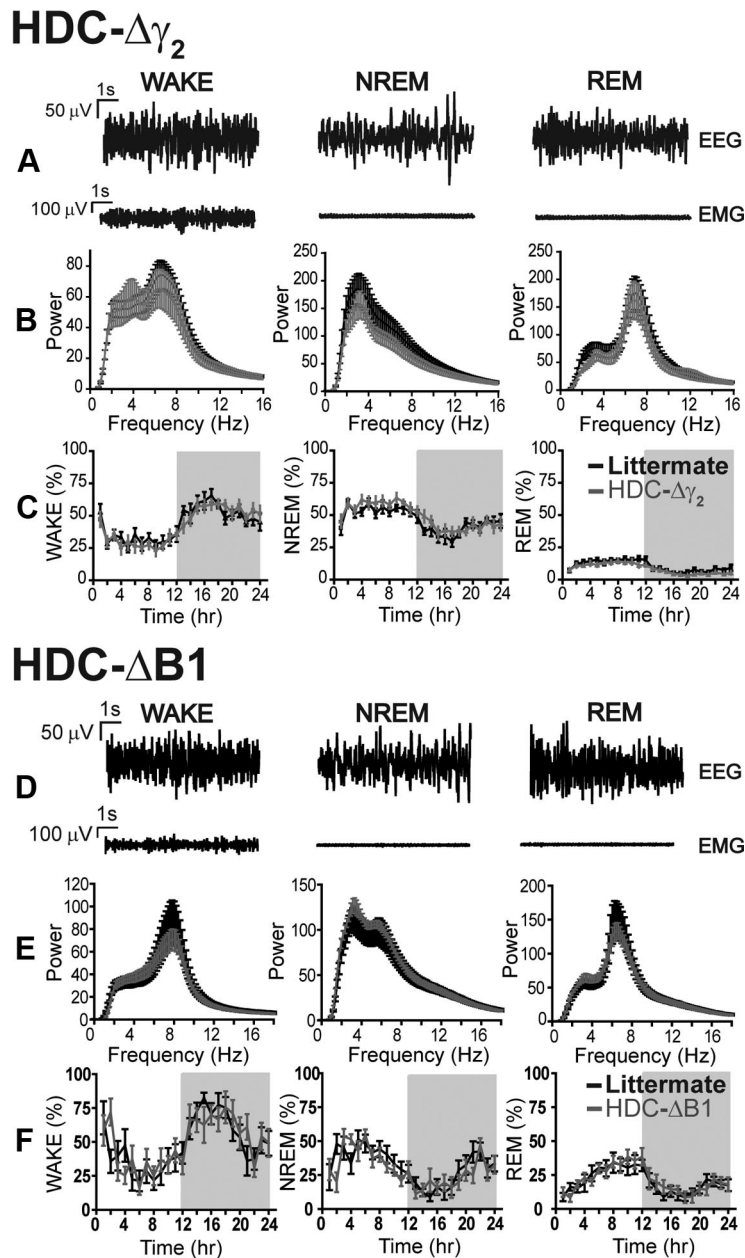 HDC-Δγ₂
WAKE NREM REM
1s
50 μV
A
EEG
1s
100 μV
EMG
B
Power
80
60
40
20
0
0 4 8 12 16
Frequency (Hz)
Power
250
200
150
100
50
0
0 4 8 12 16
Frequency (Hz)
Power
250
200
150
100
50
0
0 4 8 12 16
Frequency (Hz)
C
WAKE (%)
100
75
50
25
0
0 4 8 12 16 20 24
Time (hr)
NREM (%)
100
75
50
25
0
0 4 8 12 16 20 24
Time (hr)
REM (%)
100
75
50
25
0
0 4 8 12 16 20 24
Time (hr)
Littermate
HDC-Δγ₂
HDC-ΔB1
WAKE NREM REM
1s
50 μV
D
EEG
1s
100 μV
EMG
E
Power
120
100
80
60
40
20
0
0 4 8 12 16
Frequency (Hz)
Power
150
100
50
0
0 4 8 12 16
Frequency (Hz)
Power
200
150
100
50
0
0 4 8 12 16
Frequency (Hz)
F
WAKE (%)
100
75
50
25
0
0 4 8 12 16 20 24
Time (hr)
NREM (%)
100
75
50
25
0
0 4 8 12 16 20 24
Time (hr)
REM (%)
100
75
50
25
0
0 4 8 12 16 20 24
Time (hr)
Littermate
HDC-ΔB1